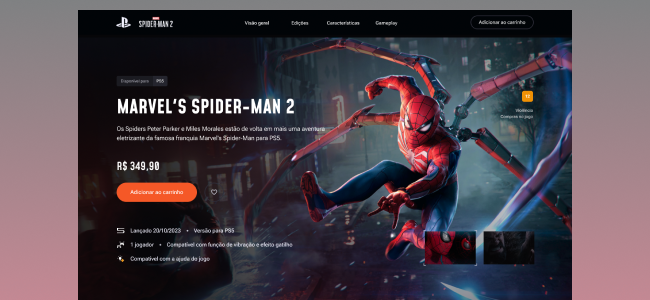 SPIDER-MAN 2
Visão geral
Edições
Características
Gameplay
Adicionar ao carrinho
Disponível para
PS5
MARVEL'S SPIDER-MAN 2
Os Spiders Peter Parker e Miles Morales estão de volta em mais uma aventura
eletrizante da famosa franquia Marvel's Spider-Man para PS5.
R$ 349,90
Adicionar ao carrinho
Lançado 20/10/2023 • Versão para PS5
1 jogador • Compatível com função de vibração e efeito gatilho
Compatível com a ajuda do jogo
12
Violência
Compras no jogo